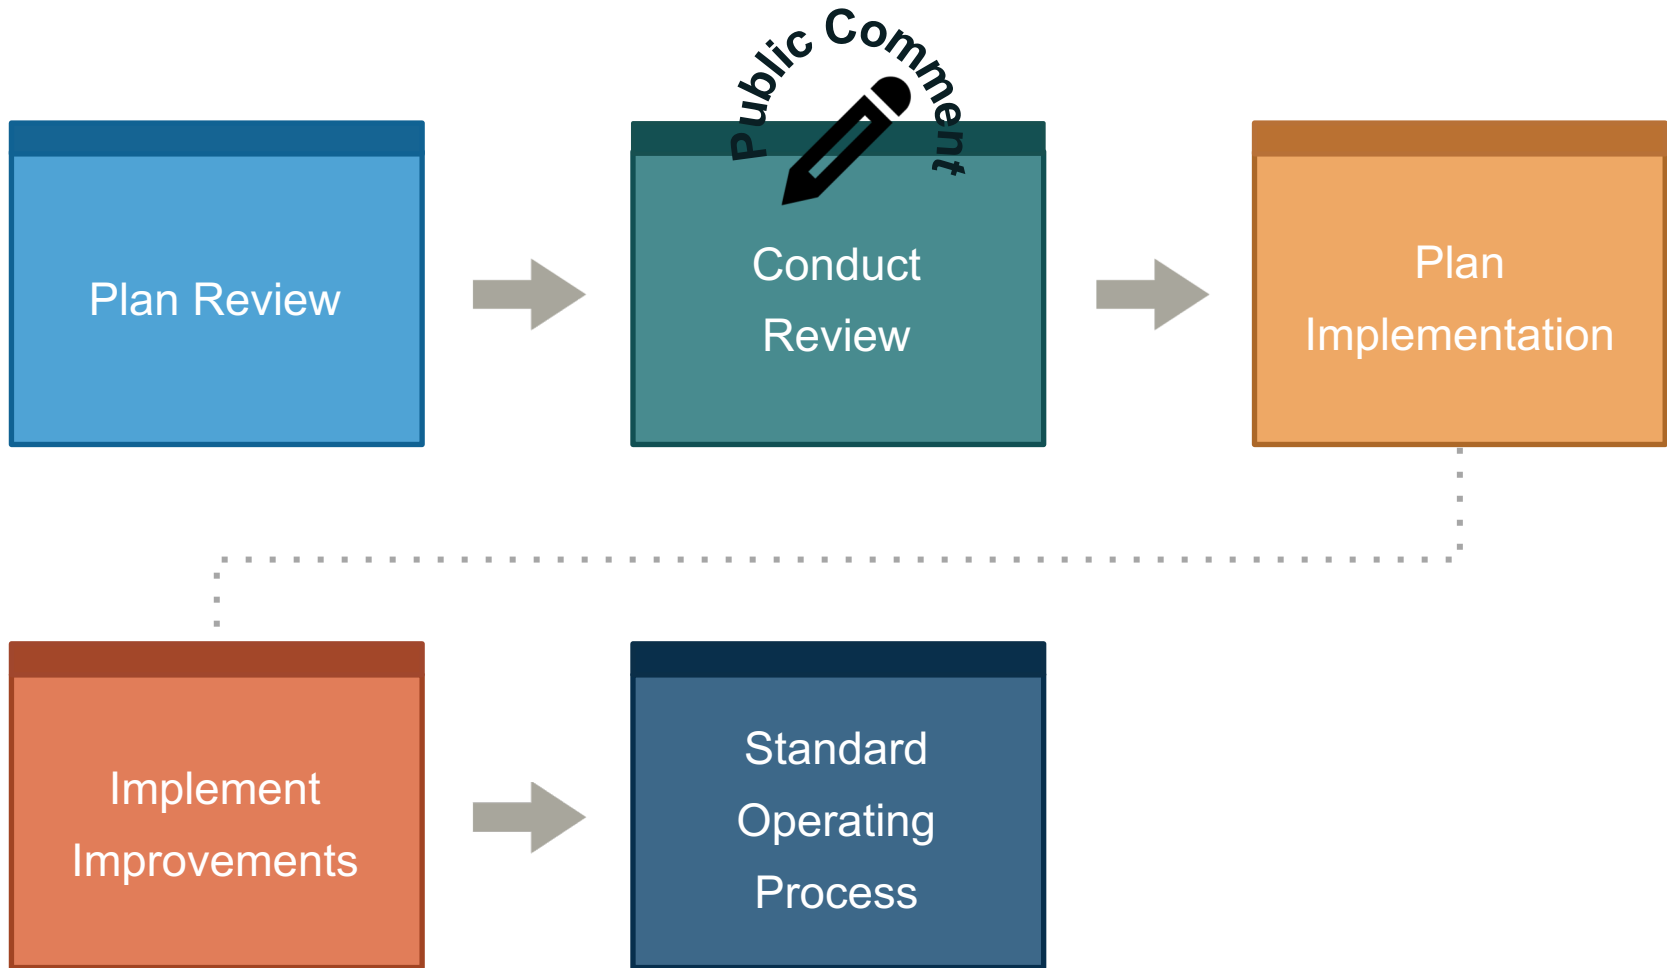 Public Comment
Plan Review
Conduct
Review
Plan
Implementation
Implement
Improvements
Standard
Operating
Process